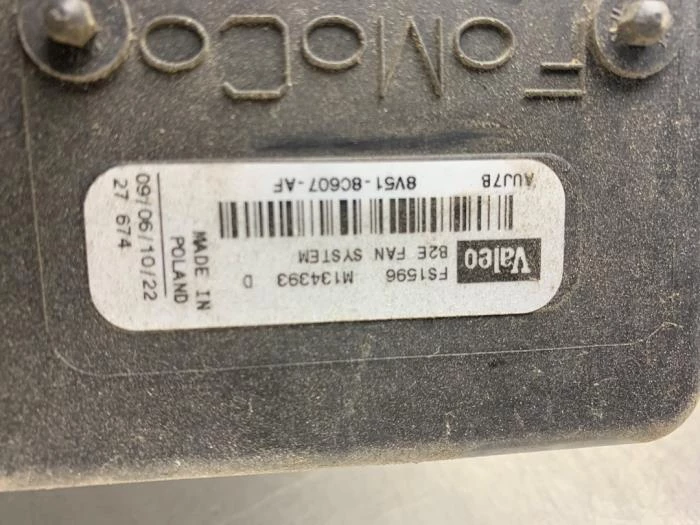 FoMoCo
FS1596 M134393 D
Valeo B2E FAN SYSTEM
AUJ7B 8V51-8C607-AF
MADE IN
POLAND
09/06/10/22
27 674